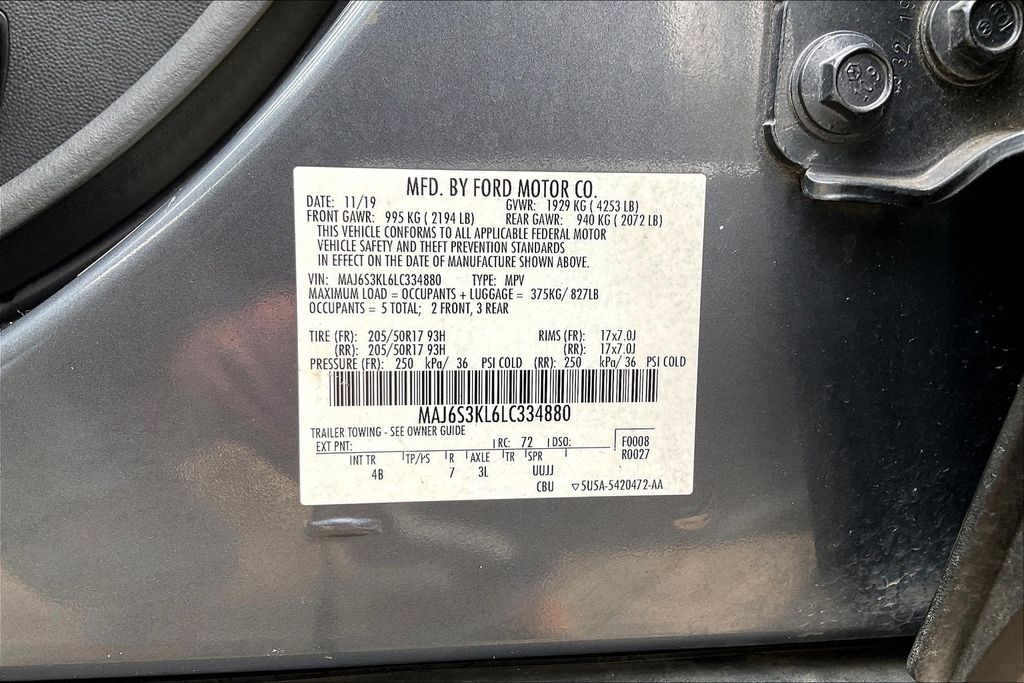 MFD. BY FORD MOTOR CO.
DATE: 11/19 GVWR: 1929 KG ( 4253 LB)
FRONT GAWR: 995 KG ( 2194 LB) REAR GAWR: 940 KG ( 2072 LB)
THIS VEHICLE CONFORMS TO ALL APPLICABLE FEDERAL MOTOR
VEHICLE SAFETY AND THEFT PREVENTION STANDARDS
IN EFFECT ON THE DATE OF MANUFACTURE SHOWN ABOVE.
VIN: MAJ6S3KL6LC334880 TYPE: MPV
MAXIMUM LOAD = OCCUPANTS + LUGGAGE = 375KG/ 827LB
OCCUPANTS = 5 TOTAL; 2 FRONT, 3 REAR
TIRE (FR): 205/50R17 93H RIMS (FR): 17x7.0J
(RR): 205/50R17 93H (RR): 17x7.0J
PRESSURE (FR): 250 kPa/ 36 PSI COLD (RR): 250 kPa/ 36 PSI COLD
MAJ6S3KL6LC334880
TRAILER TOWING - SEE OWNER GUIDE
EXT PNT: RC: 72 DSO: F0008
R0027
INT TR TP/PS R AXLE TR SPR
4B 7 3L UUJJ
CBU ▽5U5A-5420472-AA